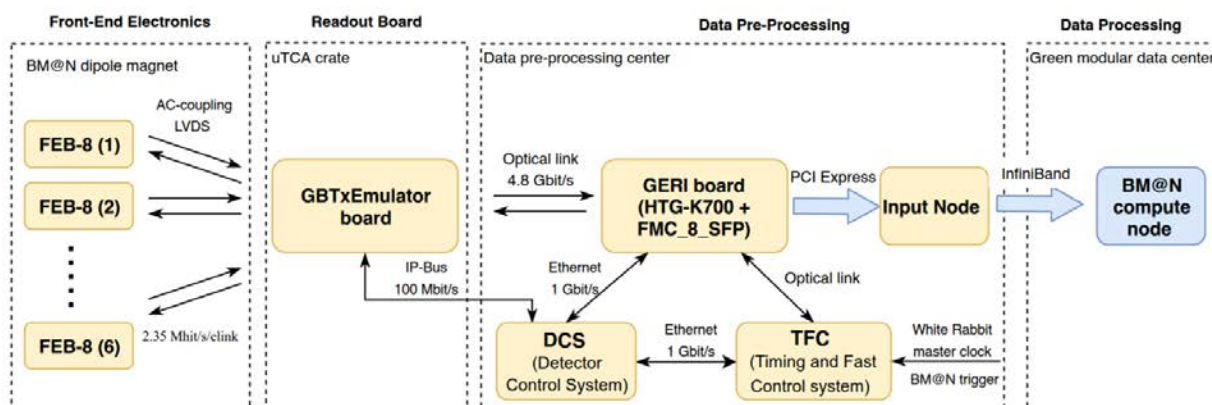 Front-End Electronics
Readout Board
Data Pre-Processing
Data Processing
BM@N dipole magnet
uTCA crate
Data pre-processing center
Green modular data center
AC-coupling
LVDS
FEB-8 (1)
FEB-8 (2)
FEB-8 (6)
2.35 Mhit/s/elink
GBTxEmulator
board
Optical link
4.8 Gbit/s
GERI board
(HTG-K700 +
FMC_8_SFP)
PCI Express
Input Node
InfiniBand
BM@N
compute
node
IP-Bus
100 Mbit/s
Ethernet
1 Gbit/s
Optical link
DCS
(Detector
Control System)
Ethernet
1 Gbit/s
TFC
(Timing and Fast
Control system)
White Rabbit
master clock
BM@N trigger